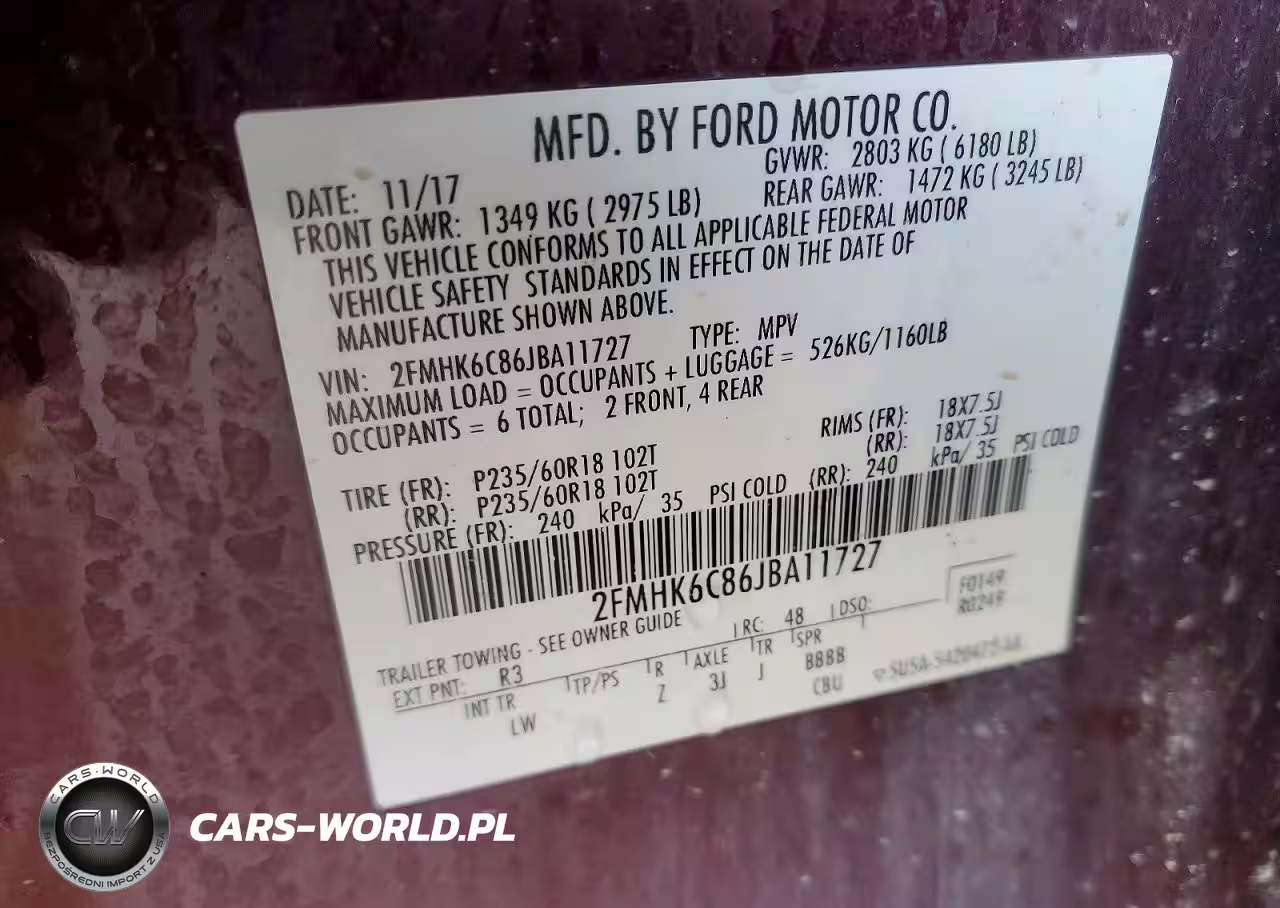 MFD. BY FORD MOTOR CO.
DATE: 11/17 GVWR: 2803 KG ( 6180 LB)
FRONT GAWR: 1349 KG ( 2975 LB) REAR GAWR: 1472 KG ( 3245 LB)
THIS VEHICLE CONFORMS TO ALL APPLICABLE FEDERAL MOTOR
VEHICLE SAFETY STANDARDS IN EFFECT ON THE DATE OF
MANUFACTURE SHOWN ABOVE.
VIN: 2FMHK6C86JBA11727 TYPE: MPV
MAXIMUM LOAD = OCCUPANTS + LUGGAGE = 526KG/1160LB
OCCUPANTS = 6 TOTAL; 2 FRONT, 4 REAR
TIRE (FR): P235/60R18 102T RIMS (FR): 18X7.5J
(RR): P235/60R18 102T (RR): 18X7.5J
PRESSURE (FR): 240 kPa/ 35 PSI COLD (RR): 240 kPa/ 35 PSI COLD
2FMHK6C86JBA11727
TRAILER TOWING - SEE OWNER GUIDE
F0149
R0249
EXT PNT: R3 RC: 48 DSO:
INT TR TP/PS R AXLE TR SPR
LW Z 3J J BBBB
CBU
CARS-WORLD
CW
BEZPOŚREDNI IMPORT Z USA
CARS-WORLD.PL